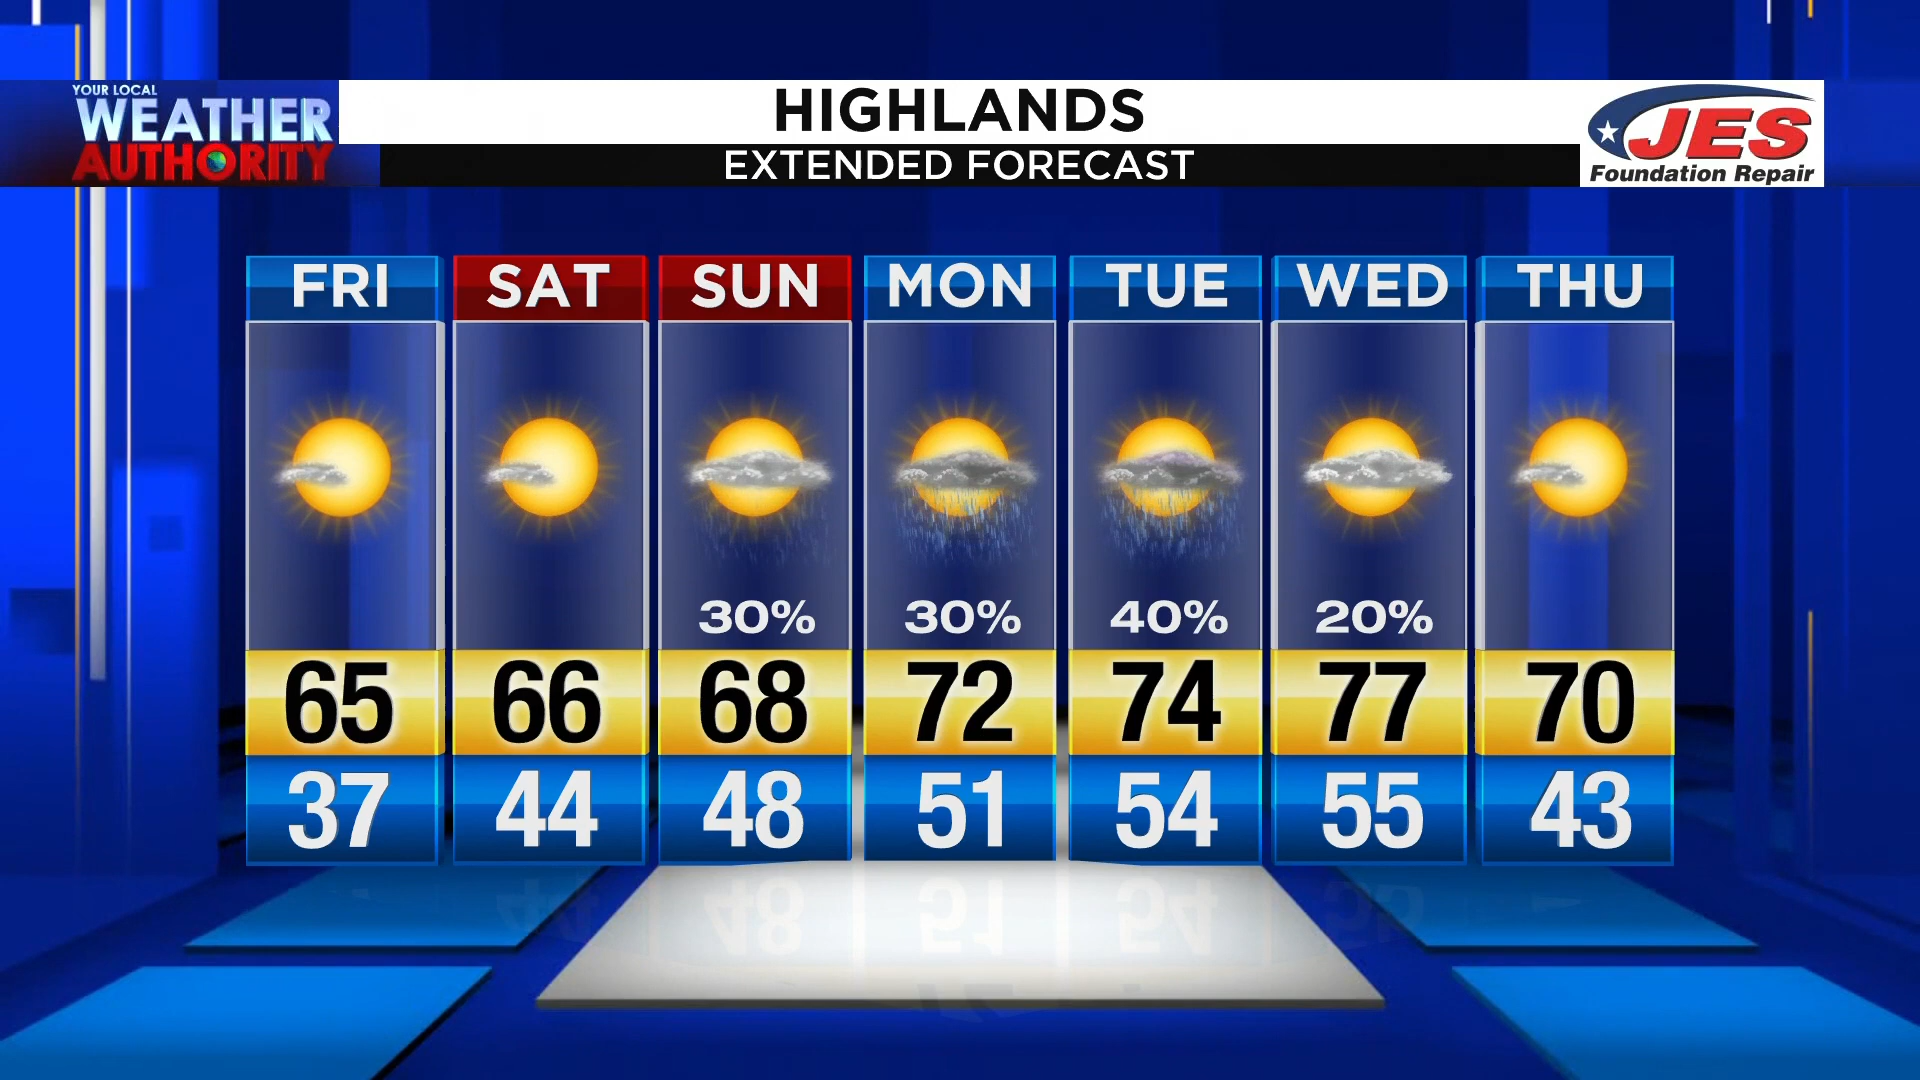 YOUR LOCAL
WEATHER
AUTHORITY
HIGHLANDS
EXTENDED FORECAST
JES
Foundation Repair
FRI SAT SUN MON TUE WED THU
30% 30% 40% 20%
65 66 68 72 74 77 70
37 44 48 51 54 55 43